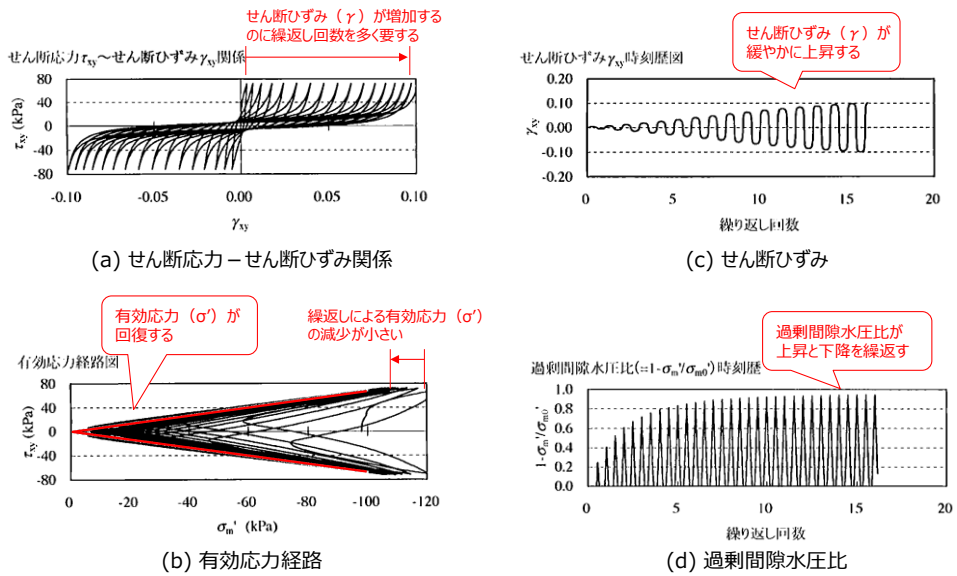 せん断ひずみ（γ）が増加する
のに繰返し回数を多く要する
せん断応力τxy～せん断ひずみγxy関係
80
40
0
-40
-80
τxy (kPa)
-0.10
-0.05
0.00
0.05
0.10
γxy
(a) せん断応力－せん断ひずみ関係
せん断ひずみ（γ）が
緩やかに上昇する
せん断ひずみγxy時刻歴図
0.20
0.10
0.00
-0.10
-0.20
γxy
0
5
10
15
20
繰り返し回数
(c) せん断ひずみ
有効応力（σ'）が
回復する
繰返しによる有効応力（σ'）
の減少が小さい
有効応力経路図
80
40
0
-40
-80
τxy (kPa)
0
-20
-40
-60
-80
-100
-120
σm' (kPa)
(b) 有効応力経路
過剰間隙水圧比が
上昇と下降を繰返す
過剰間隙水圧比(=1-σm'/σm0')時刻歴
1.0
0.8
0.6
0.4
0.2
0.0
1-σm'/σm0'
0
5
10
15
20
繰り返し回数
(d) 過剰間隙水圧比